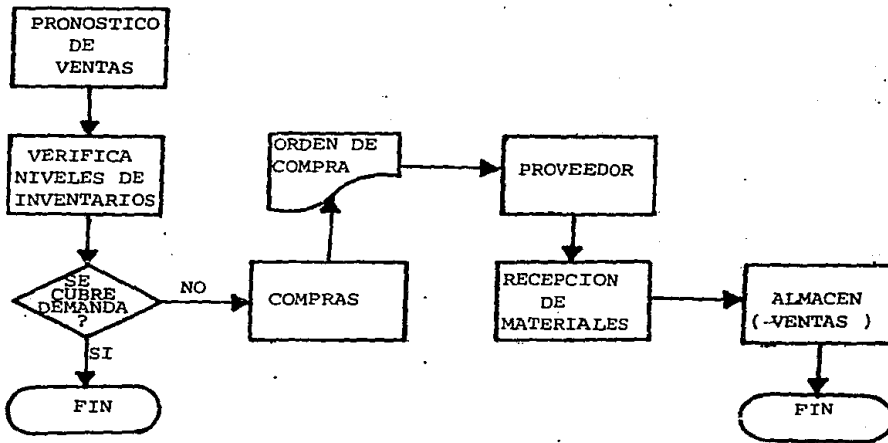 PRONOSTICO
DE
VENTAS
VERIFICA
NIVELES DE
INVENTARIOS
SE
CUBRE
DEMANDA
?
SI
FIN
NO
COMPRAS
ORDEN DE
COMPRA
PROVEEDOR
RECEPCION
DE
MATERIALES
ALMACEN
(-VENTAS )
FIN